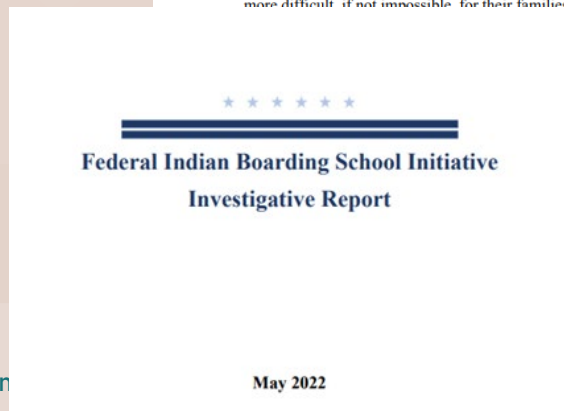 more difficult, if not impossible, for their families
Federal Indian Boarding School Initiative
Investigative Report
May 2022